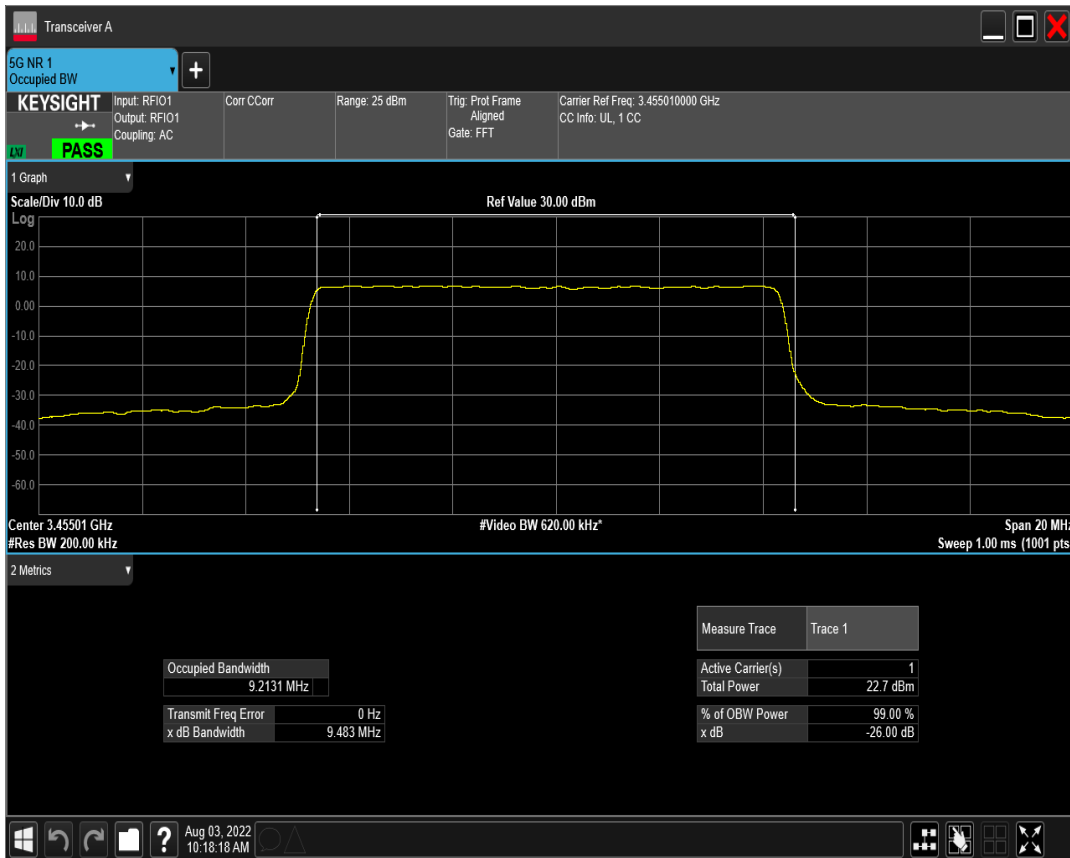 Transceiver A
5G NR 1
Occupied BW
+
KEYSIGHT
LXI
PASS
Input: RFIO1
Output: RFIO1
Coupling: AC
Corr CCorr
Range: 25 dBm
Trig: Prot Frame
Aligned
Gate: FFT
Carrier Ref Freq: 3.455010000 GHz
CC Info: UL, 1 CC
1 Graph
Scale/Div 10.0 dB
Ref Value 30.00 dBm
Log
20.0
10.0
0.00
-10.0
-20.0
-30.0
-40.0
-50.0
-60.0
Center 3.45501 GHz
#Video BW 620.00 kHz*
Span 20 MHz
#Res BW 200.00 kHz
Sweep 1.00 ms (1001 pts
2 Metrics
Measure Trace Trace 1
Occupied Bandwidth
9.2131 MHz
Active Carrier(s) 1
Total Power 22.7 dBm
Transmit Freq Error 0 Hz
x dB Bandwidth 9.483 MHz
% of OBW Power 99.00 %
x dB -26.00 dB
?
Aug 03, 2022
10:18:18 AM